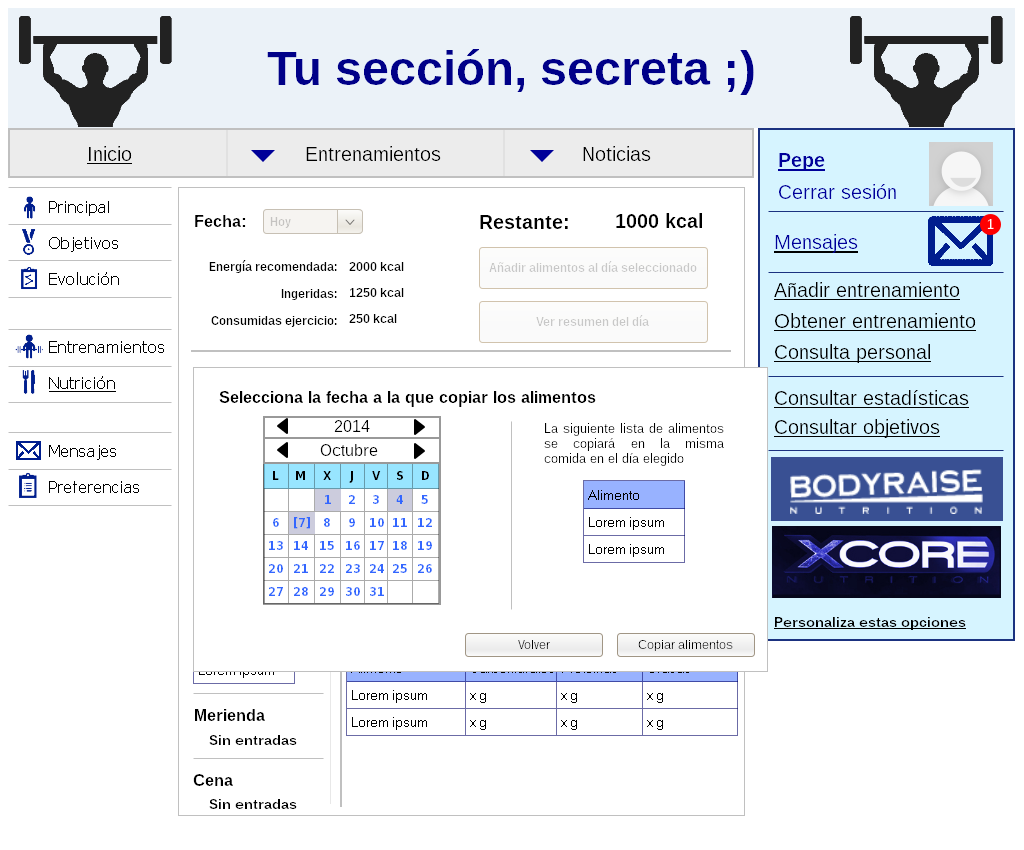 Tu sección, secreta ;)
Inicio
Entrenamientos
Noticias
Pepe
Cerrar sesión
Mensajes
1
Añadir entrenamiento
Obtener entrenamiento
Consulta personal
Consultar estadísticas
Consultar objetivos
BODYRAISE
NUTRITION
XCORE
NUTRITION
Personaliza estas opciones
Principal
Objetivos
Evolución
Entrenamientos
Nutrición
Mensajes
Preferencias
Fecha: Hoy
Restante: 1000 kcal
Energía recomendada: 2000 kcal
Ingeridas: 1250 kcal
Consumidas ejercicio: 250 kcal
Añadir alimentos al día seleccionado
Ver resumen del día
Selecciona la fecha a la que copiar los alimentos
2014
Octubre
L M X J V S D
1 2 3 4 5
6 [7] 8 9 10 11 12
13 14 15 16 17 18 19
20 21 22 23 24 25 26
27 28 29 30 31
La siguiente lista de alimentos
se copiará en la misma
comida en el día elegido
Alimento
Lorem ipsum
Lorem ipsum
Volver
Copiar alimentos
Lorem ipsum
Merienda
Sin entradas
Cena
Sin entradas
Lorem ipsum x g x g x g
Lorem ipsum x g x g x g